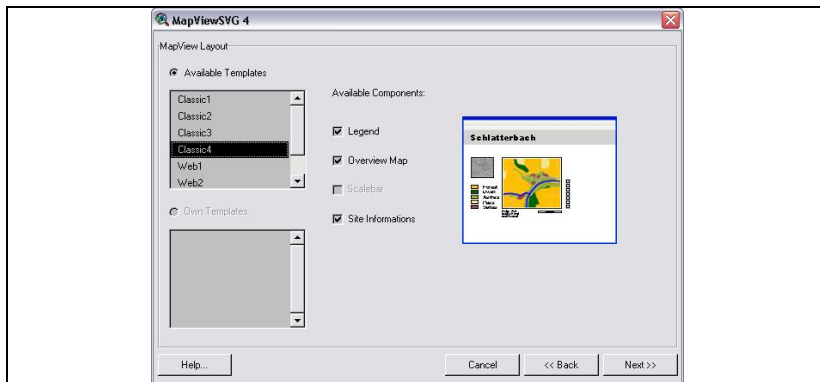 MapViewSVG 4
MapView Layout
Available Templates
Classic1
Classic2
Classic3
Classic4
Web1
Web2
Own Templates
Available Components:
Legend
Overview Map
Scalebar
Site Informations
Schlatterbach
Help...
Cancel
<< Back
Next >>